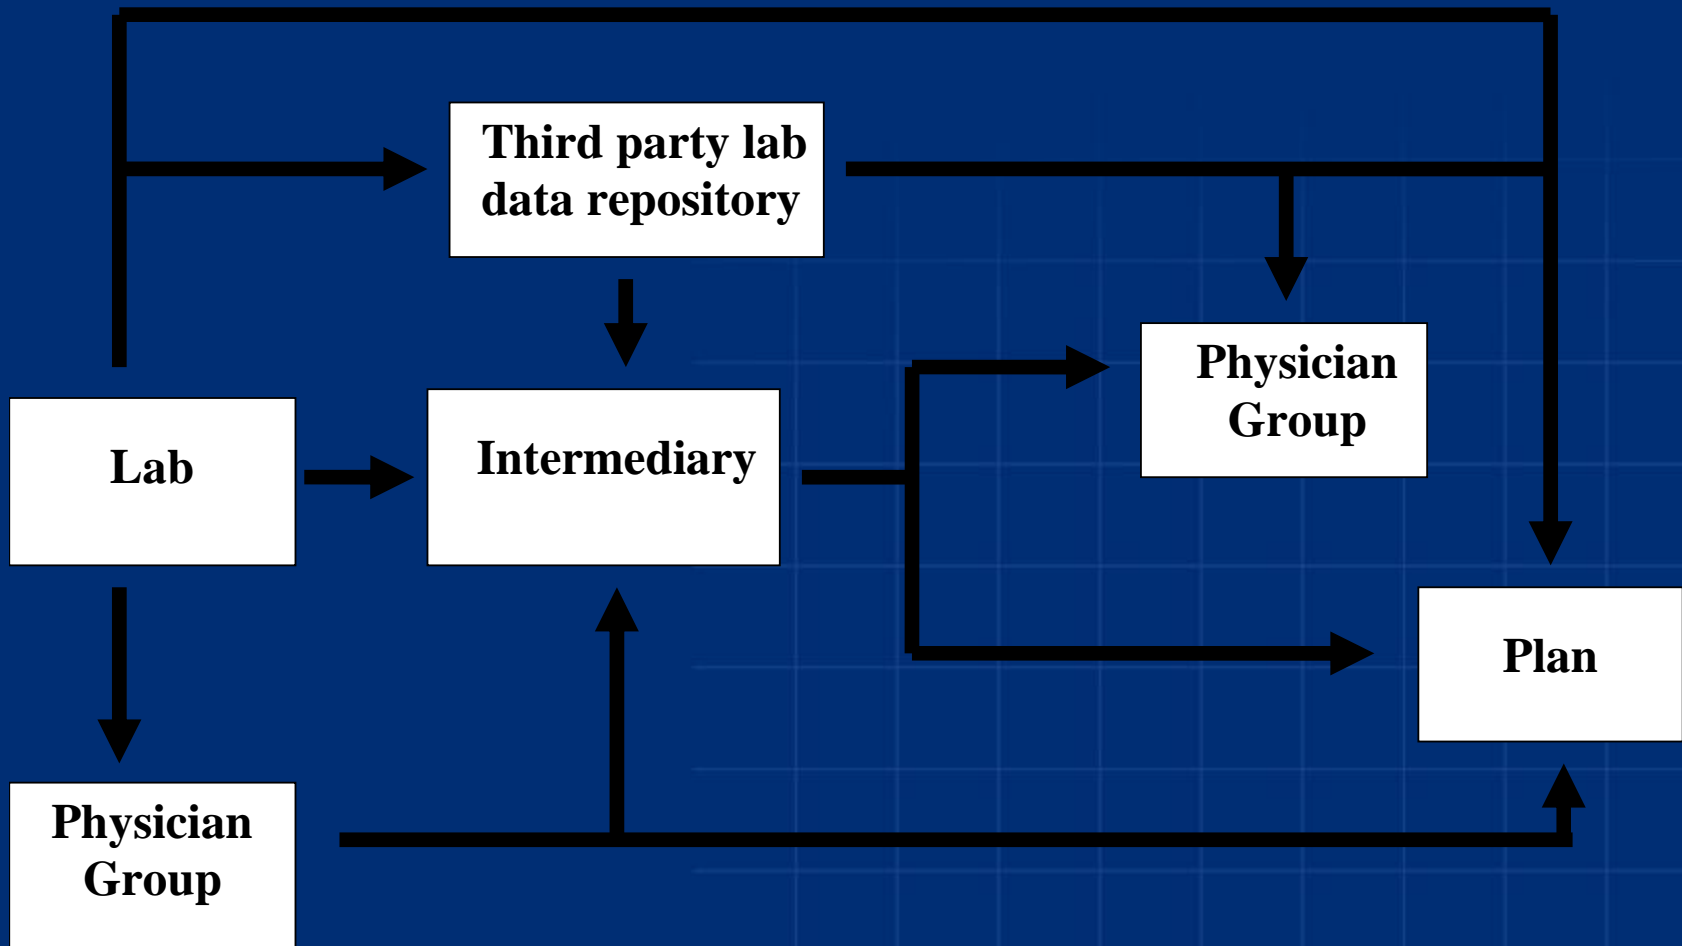 Third party lab
data repository
Physician
Group
Lab
Intermediary
Plan
Physician
Group